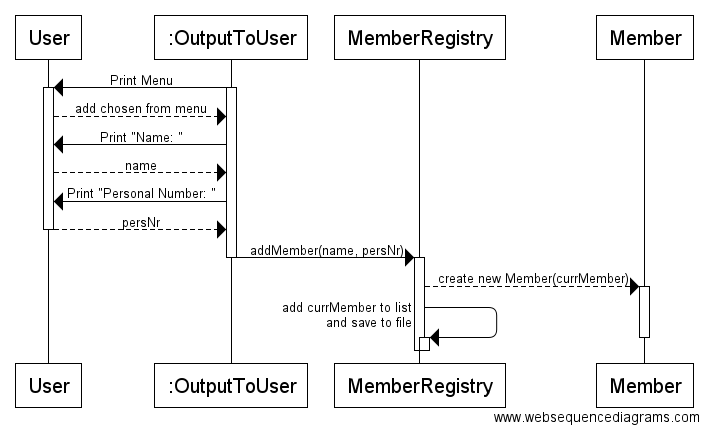 User
:OutputToUser
MemberRegistry
Member
Print Menu
add chosen from menu
Print "Name: "
name
Print "Personal Number: "
persNr
addMember(name, persNr)
create new Member(currMember)
add currMember to list
and save to file
User
:OutputToUser
MemberRegistry
Member
www.websequencediagrams.com